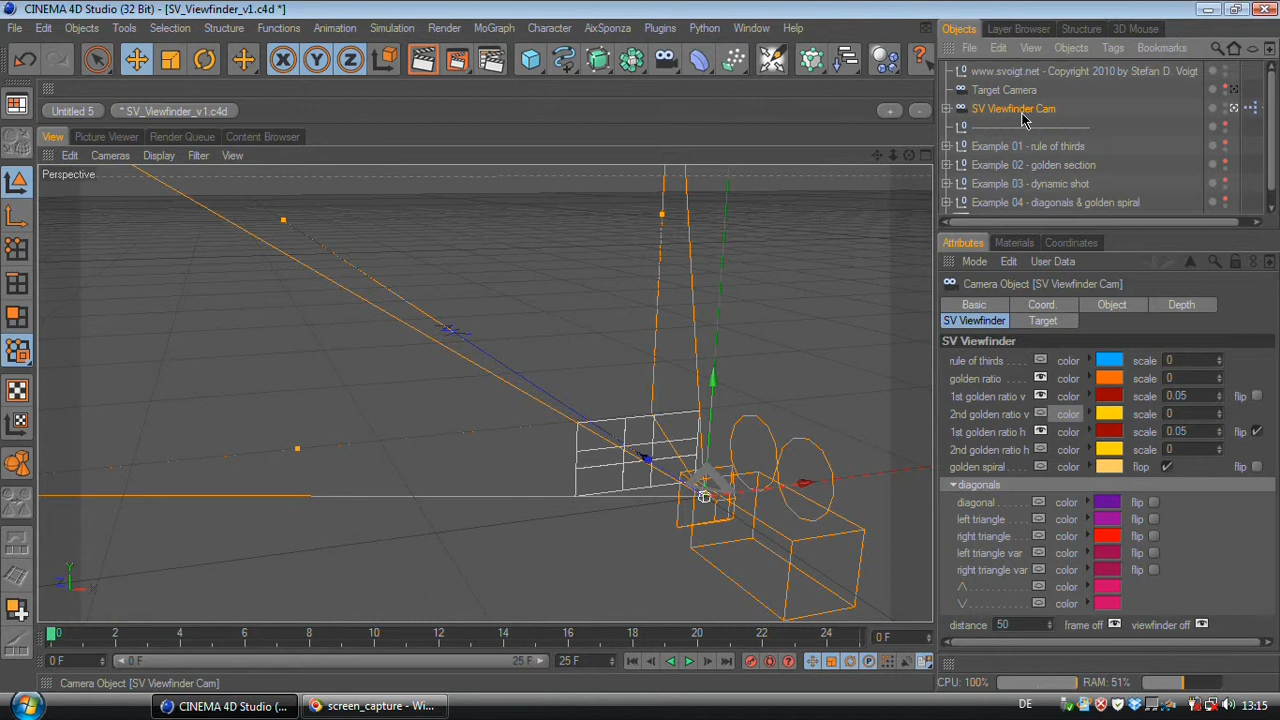 CINEMA 4D Studio (32 Bit) - [SV_Viewfinder_v1.c4d *]
File Edit Objects Tools Selection Structure Functions Animation Simulation Render MoGraph Character AixSponza Plugins Python Window Help
Objects Layer Browser Structure 3D Mouse
File Edit View Objects Tags Bookmarks
X Y Z
www.svoigt.net - Copyright 2010 by Stefan D. Voigt
Target Camera
SV Viewfinder Cam
Example 01 - rule of thirds
Example 02 - golden section
Example 03 - dynamic shot
Example 04 - diagonals & golden spiral
Untitled 5 * SV_Viewfinder_v1.c4d
View Picture Viewer Render Queue Content Browser
Edit Cameras Display Filter View
Perspective
Attributes Materials Coordinates
Mode Edit User Data
Camera Object [SV Viewfinder Cam]
Basic Coord. Object Depth
SV Viewfinder Target
SV Viewfinder
rule of thirds . . . . color scale 0
golden ratio . . . . color scale 0
1st golden ratio v color scale 0.05 flip
2nd golden ratio v color scale 0
1st golden ratio h color scale 0.05 flip
2nd golden ratio h color scale 0
golden spiral . . . color flop flip
diagonals
diagonal . . . . . . color flip
left triangle . . . . color flip
right triangle . . . color flip
left triangle var color flip
right triangle var color flip
/\ . . . . . . . . . color
\/ . . . . . . . . . color
distance 50 frame off viewfinder off
Y
Z
X
0 2 4 6 8 10 12 14 16 18 20 22 24 0 F
0 F 0 F 25 F 25 F
Camera Object [SV Viewfinder Cam]
CPU: 100% RAM: 51%
CINEMA 4D Studio (... screen_capture - Wi... DE 13:15